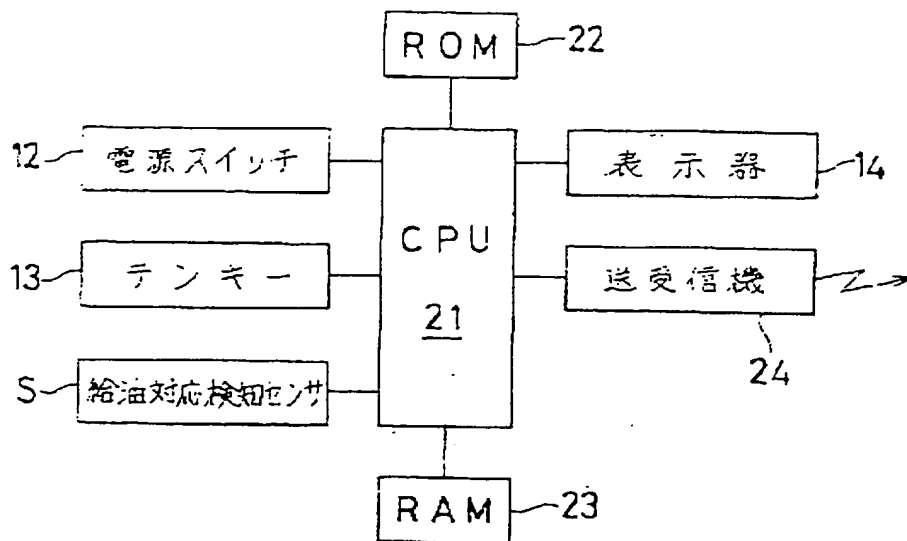 ROM 22
12 電源スイッチ
表示器 14
CPU
21
13 テンキー
送受信機
24
S 給油対応検知センサ
RAM 23